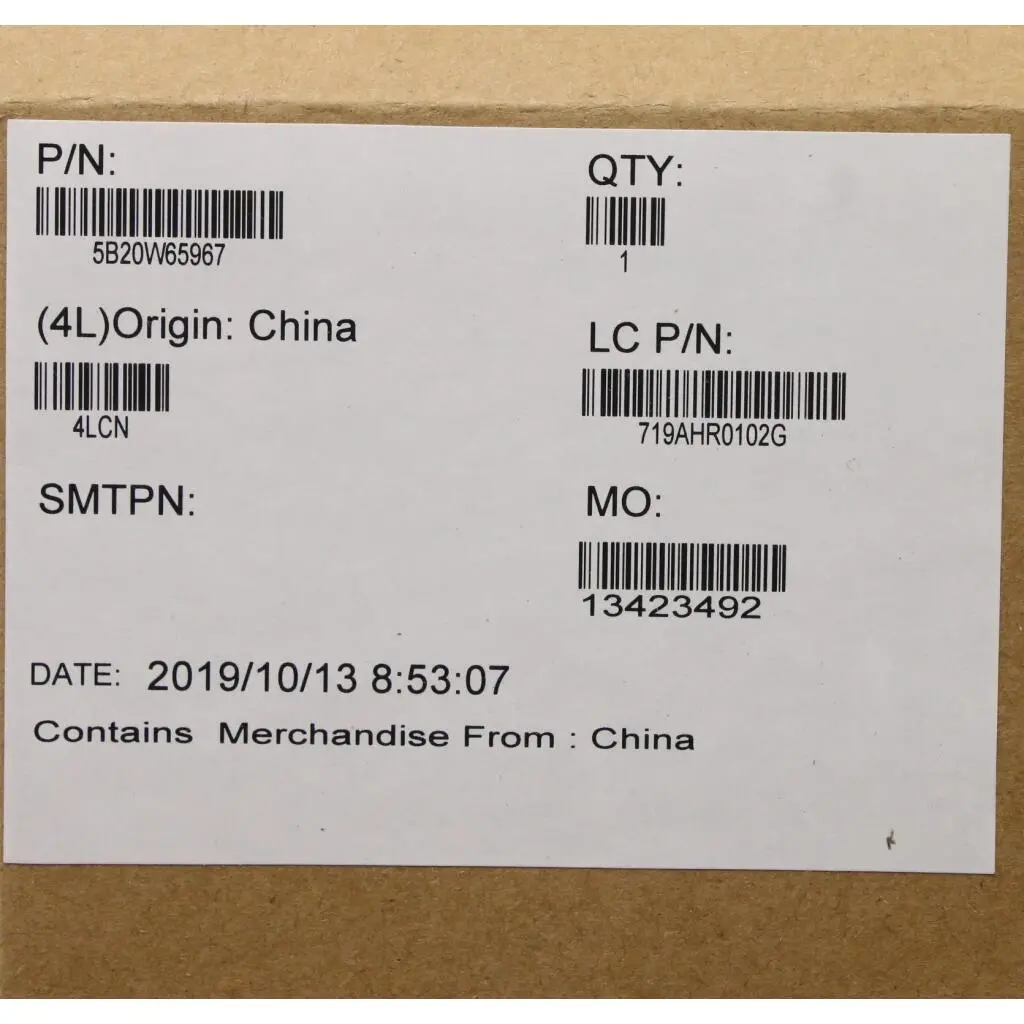 P/N:
5B20W65967
QTY:
1
(4L)Origin: China
4LCN
LC P/N:
719AHR0102G
SMTPN:
MO:
13423492
DATE: 2019/10/13 8:53:07
Contains Merchandise From : China